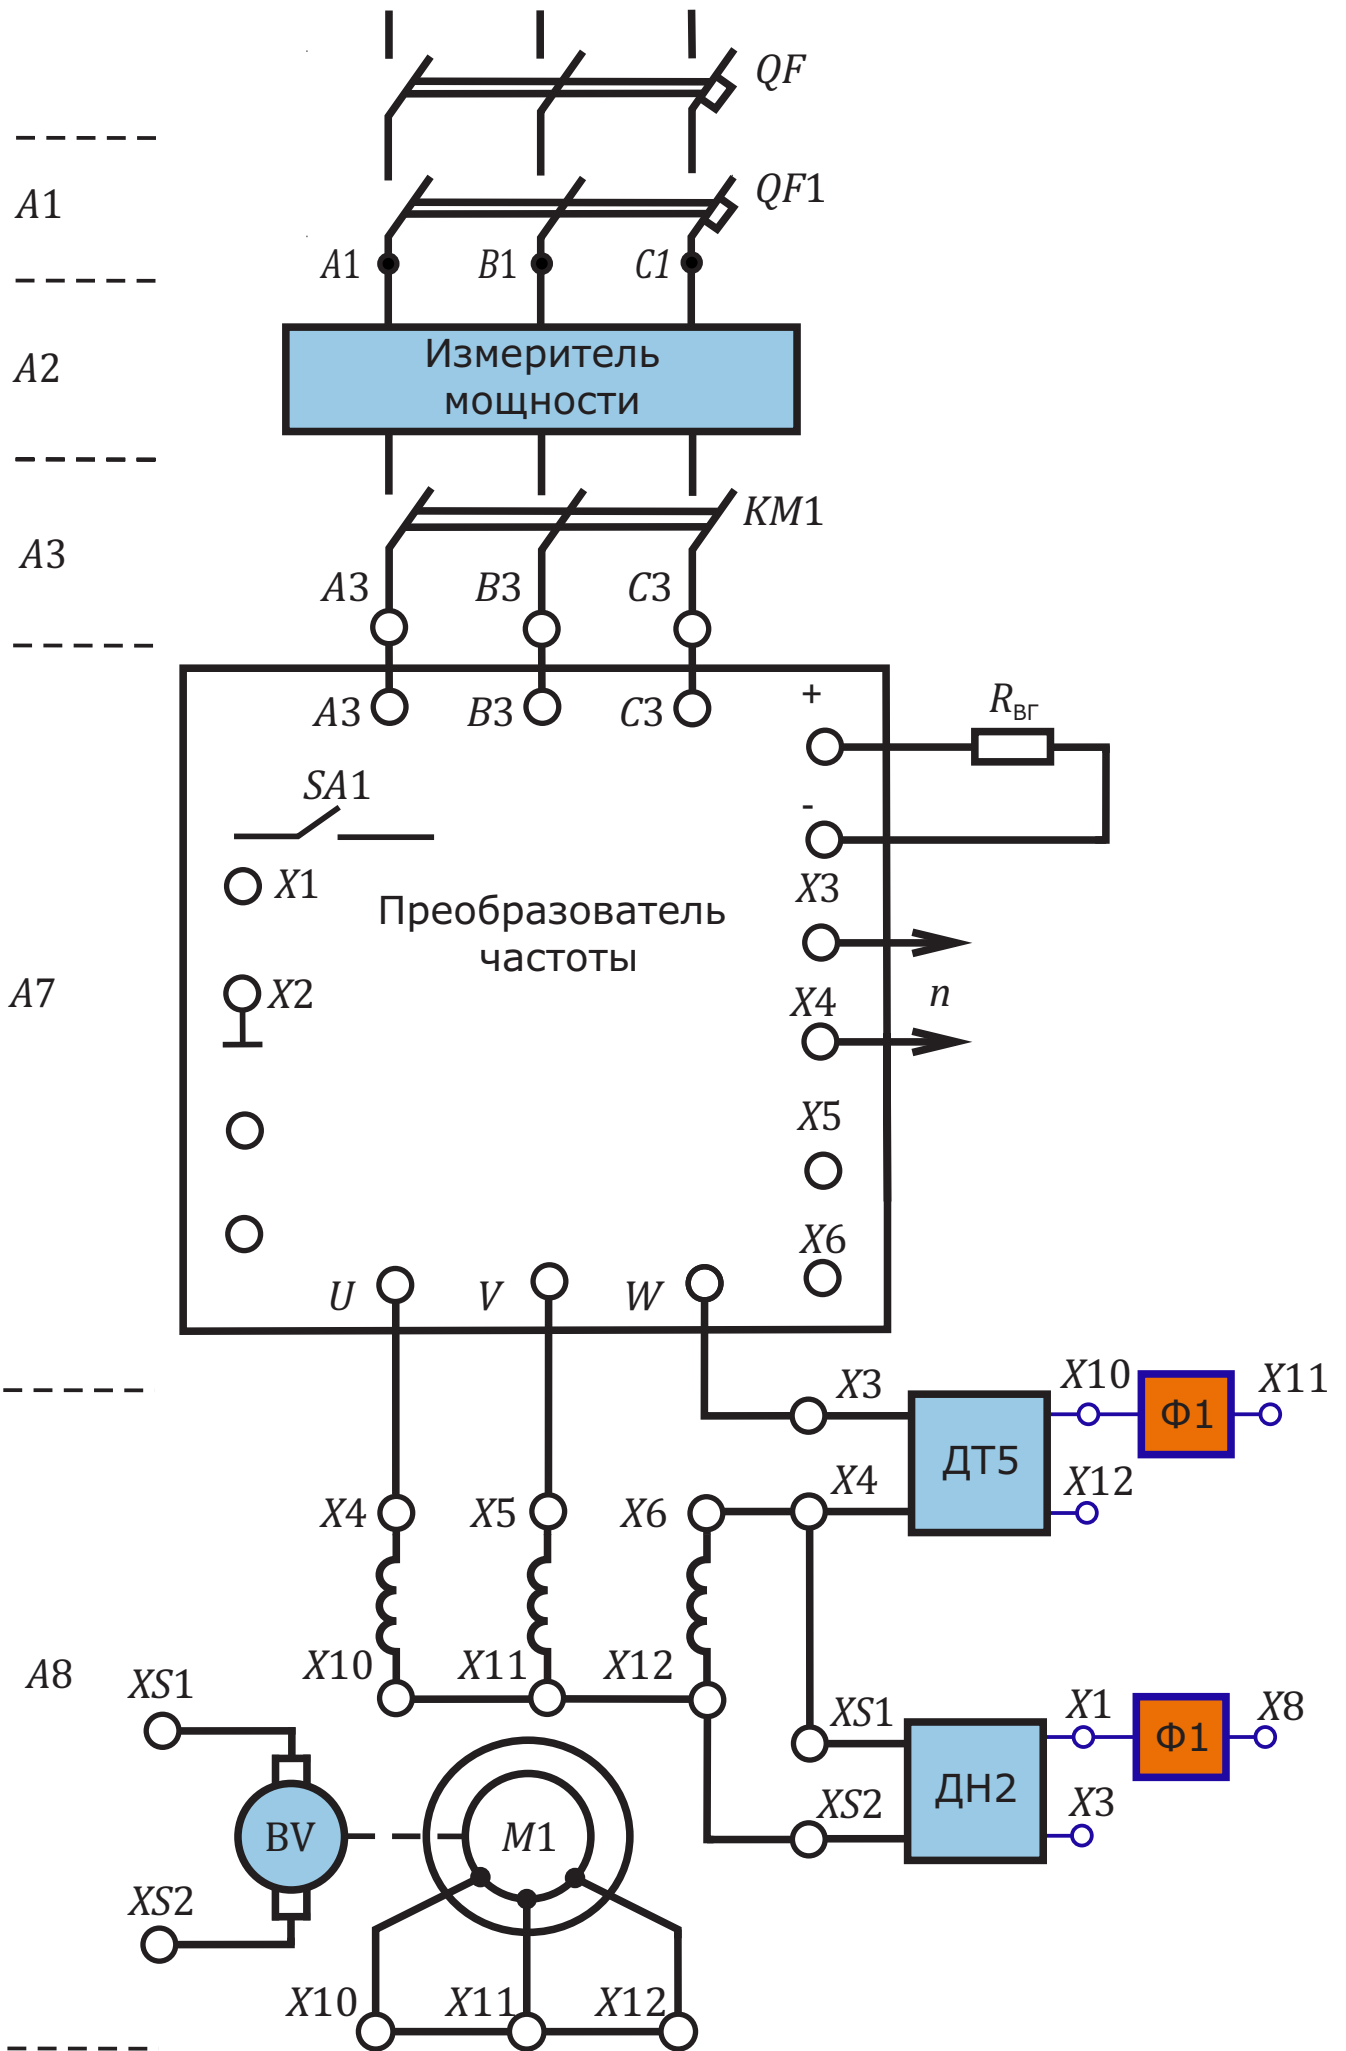 QF
A1
QF1
A1 B1 C1
A2
Измеритель
мощности
KM1
A3
A3 B3 C3
A3 B3 C3
+
Rвг
SA1
-
X1
X3
Преобразователь
частоты
A7
X2
X4
n
X5
X6
U V W
X3
X10
Ф1
X11
ДТ5
X4
X12
X4 X5 X6
A8
XS1
X10 X11 X12
XS1
X1
Ф1
X8
ДН2
XS2
X3
BV
M1
XS2
X10 X11 X12